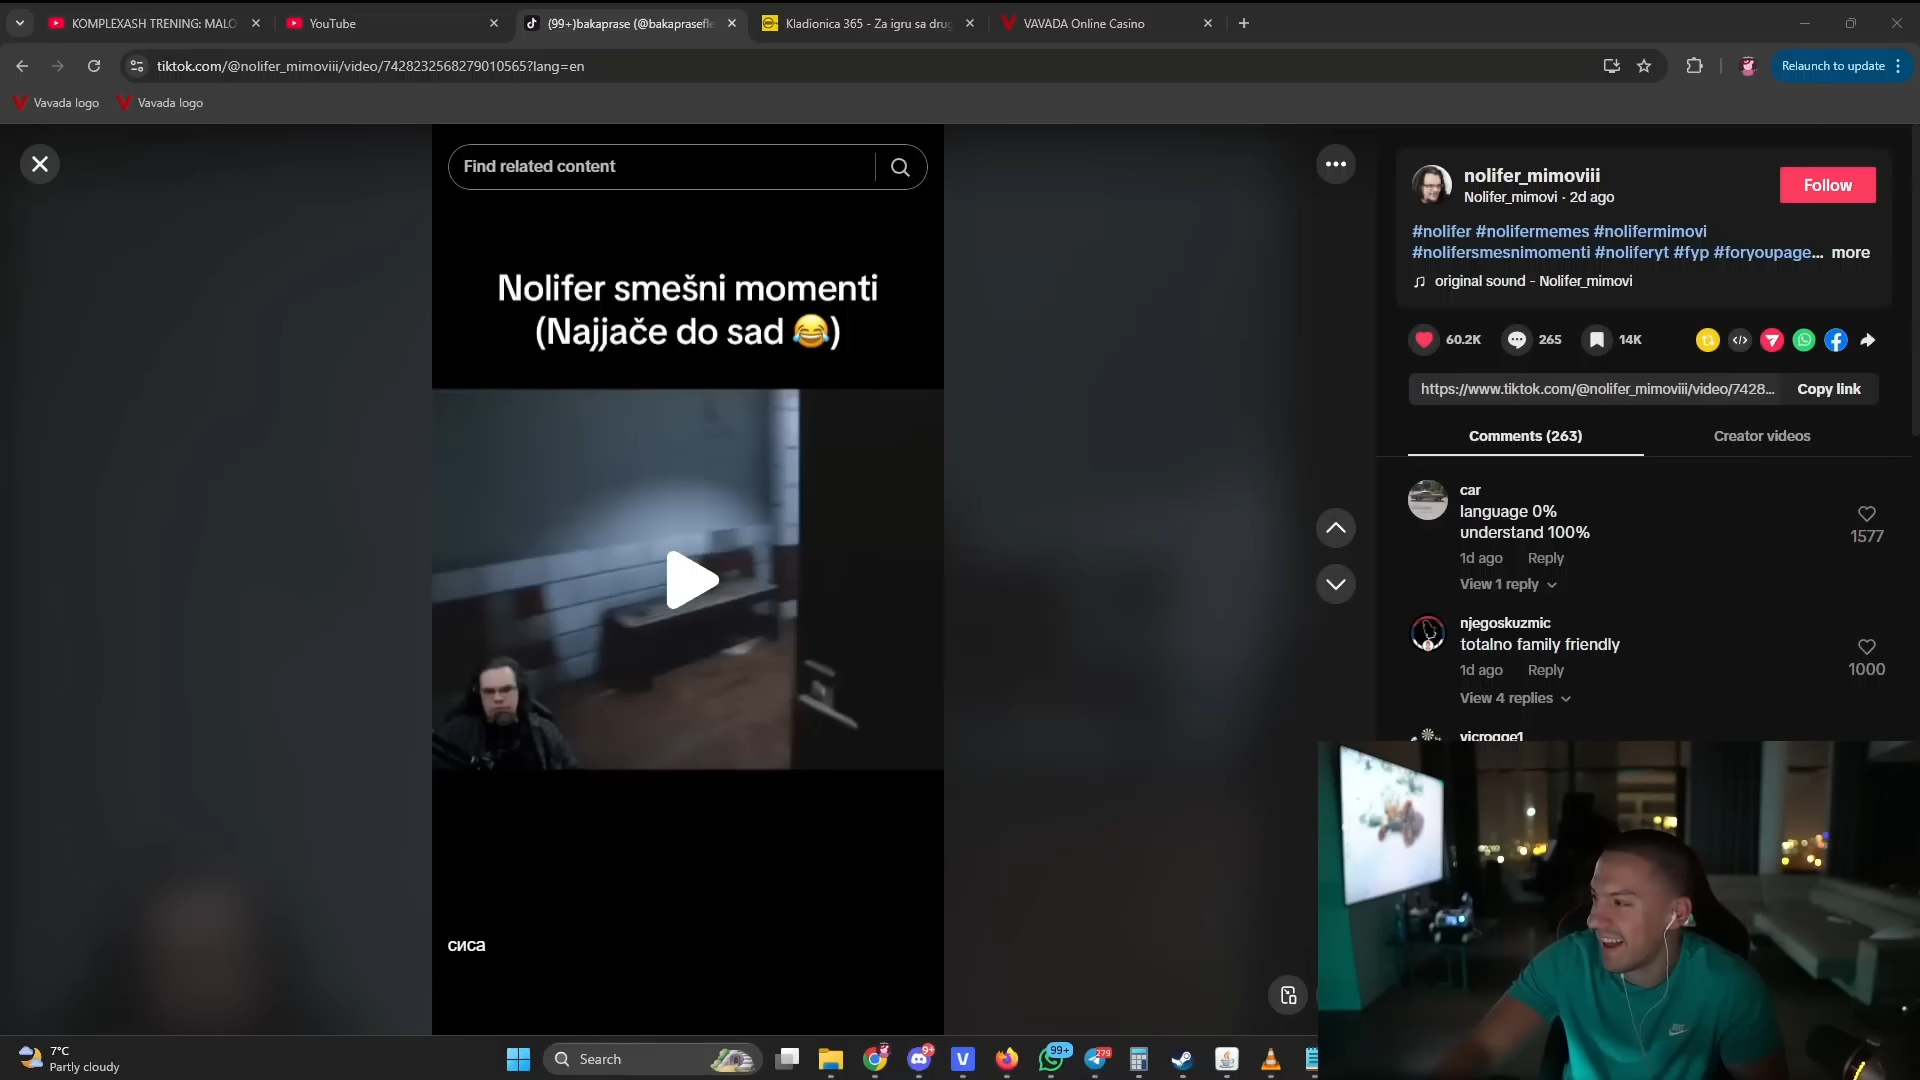 KOMPLEXASH TRENING: MALO
YouTube
(99+)bakaprase (@bakaprasefle
Kladionica 365 - Za igru sa drug
VAVADA Online Casino
tiktok.com/@nolifer_mimoviii/video/7428232568279010565?lang=en
Relaunch to update
Vavada logo
Vavada logo
Find related content
Nolifer smešni momenti
(Najjače do sad 😂)
сиса
nolifer_mimoviii
Nolifer_mimovi · 2d ago
Follow
#nolifer #nolifermemes #nolifermimovi
#nolifersmesnimomenti #noliferyt #fyp #foryoupage... more
original sound - Nolifer_mimovi
60.2K
265
14K
https://www.tiktok.com/@nolifer_mimoviii/video/7428...
Copy link
Comments (263)
Creator videos
car
language 0%
understand 100%
1d ago Reply
1577
View 1 reply
njegoskuzmic
totalno family friendly
1d ago Reply
1000
View 4 replies
vicrogge1
7°C
Partly cloudy
Search
9+
V
99+
279